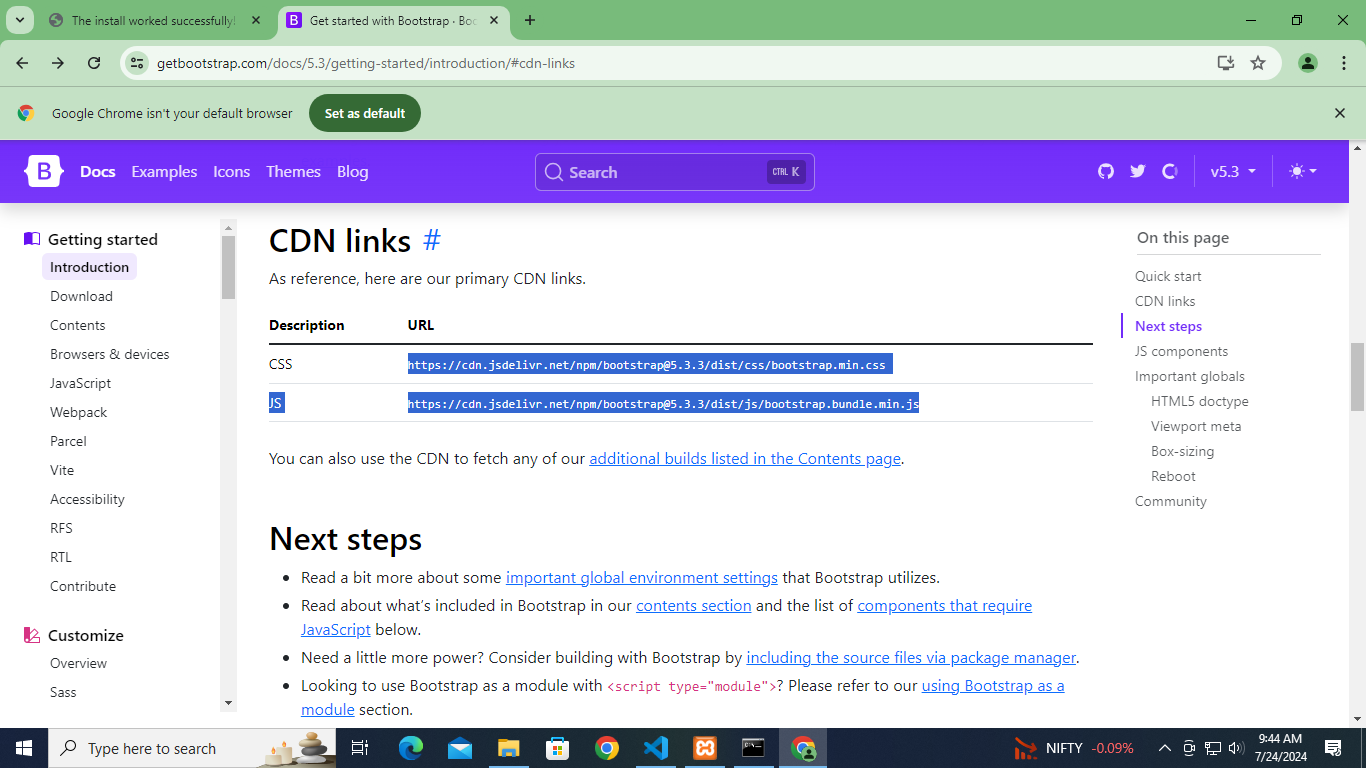 The install worked successfully!
Get started with Bootstrap - Boo
getbootstrap.com/docs/5.3/getting-started/introduction/#cdn-links
Google Chrome isn't your default browser
Set as default
B
Docs
Examples
Icons
Themes
Blog
Search
CTRL K
v5.3
Getting started
Introduction
Download
Contents
Browsers & devices
JavaScript
Webpack
Parcel
Vite
Accessibility
RFS
RTL
Contribute
Customize
Overview
Sass
CDN links #
As reference, here are our primary CDN links.
Description URL
CSS https://cdn.jsdelivr.net/npm/bootstrap@5.3.3/dist/css/bootstrap.min.css
JS https://cdn.jsdelivr.net/npm/bootstrap@5.3.3/dist/js/bootstrap.bundle.min.js
You can also use the CDN to fetch any of our additional builds listed in the Contents page.
Next steps
Read a bit more about some important global environment settings that Bootstrap utilizes.
Read about what’s included in Bootstrap in our contents section and the list of components that require
JavaScript below.
Need a little more power? Consider building with Bootstrap by including the source files via package manager.
Looking to use Bootstrap as a module with <script type="module">? Please refer to our using Bootstrap as a
module section.
On this page
Quick start
CDN links
Next steps
JS components
Important globals
HTML5 doctype
Viewport meta
Box-sizing
Reboot
Community
Type here to search
NIFTY -0.09%
9:44 AM
7/24/2024